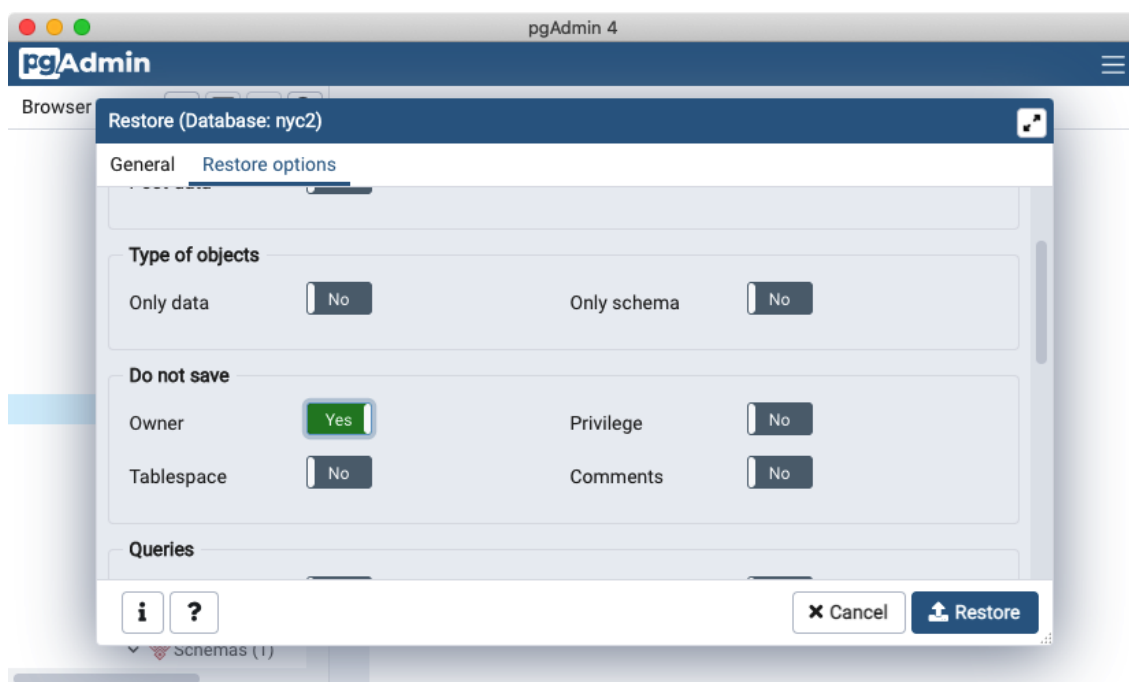 pgAdmin 4
pgAdmin
Browser
Restore (Database: nyc2)
General Restore options
Type of objects
Only data No Only schema No
Do not save
Owner Yes Privilege No
Tablespace No Comments No
Queries
i ? Cancel Restore
Schemas (1)